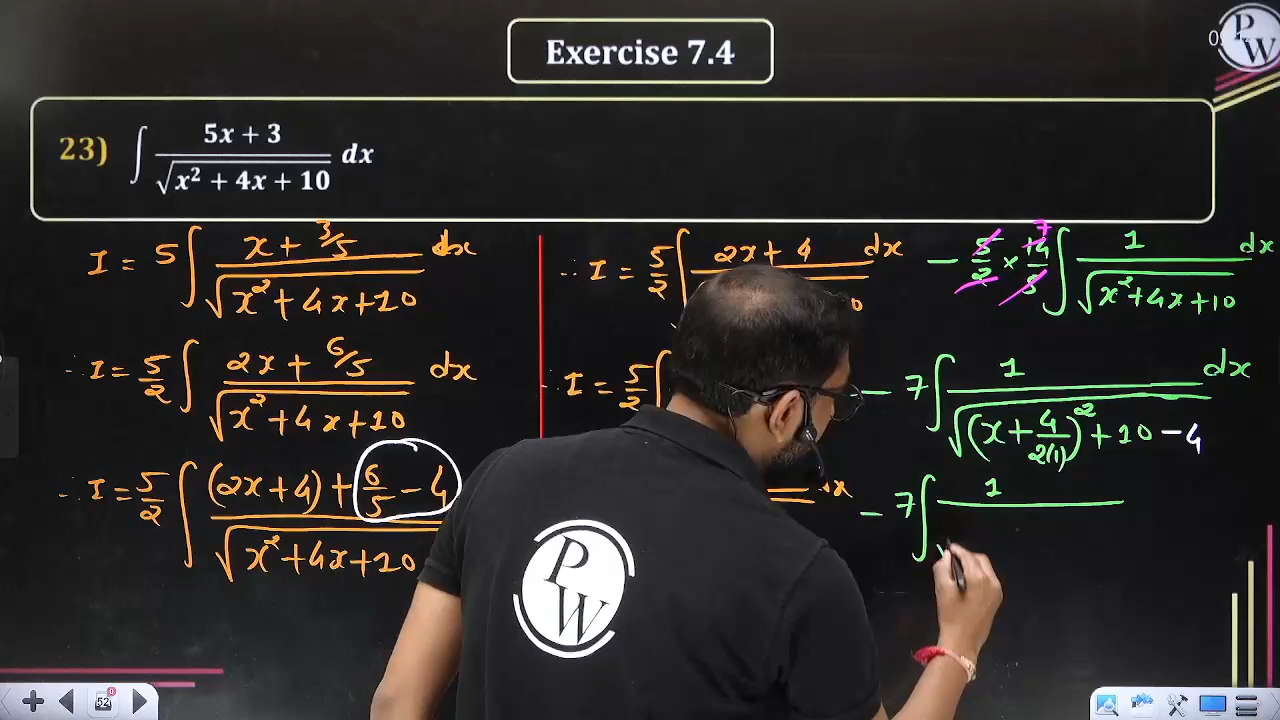 Exercise 7.4
PW
23) ∫ (5x + 3)/√(x² + 4x + 10) dx
I = 5 ∫ (x + 3/5)/√(x² + 4x + 10) dx
∴ I = 5/2 ∫ (2x + 6/5)/√(x² + 4x + 10) dx
∴ I = 5/2 ∫ ((2x + 4) + 6/5 − 4)/√(x² + 4x + 10)
∴ I = 5/2 ∫ (2x + 4) dx − 5/2 × 14/5 7 ∫ 1/√(x² + 4x + 10) dx
∴ I = 5/2 ∫ − 7 ∫ 1/√((x + 4/2(1))² + 10 − 4) dx
− 7 ∫ 1
PW
52